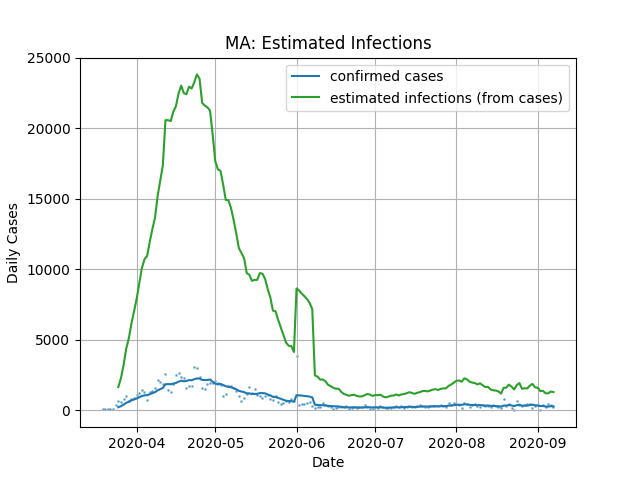 MA: Estimated Infections
confirmed cases
estimated infections (from cases)
Daily Cases
25000
20000
15000
10000
5000
0
2020-04
2020-05
2020-06
2020-07
2020-08
2020-09
Date